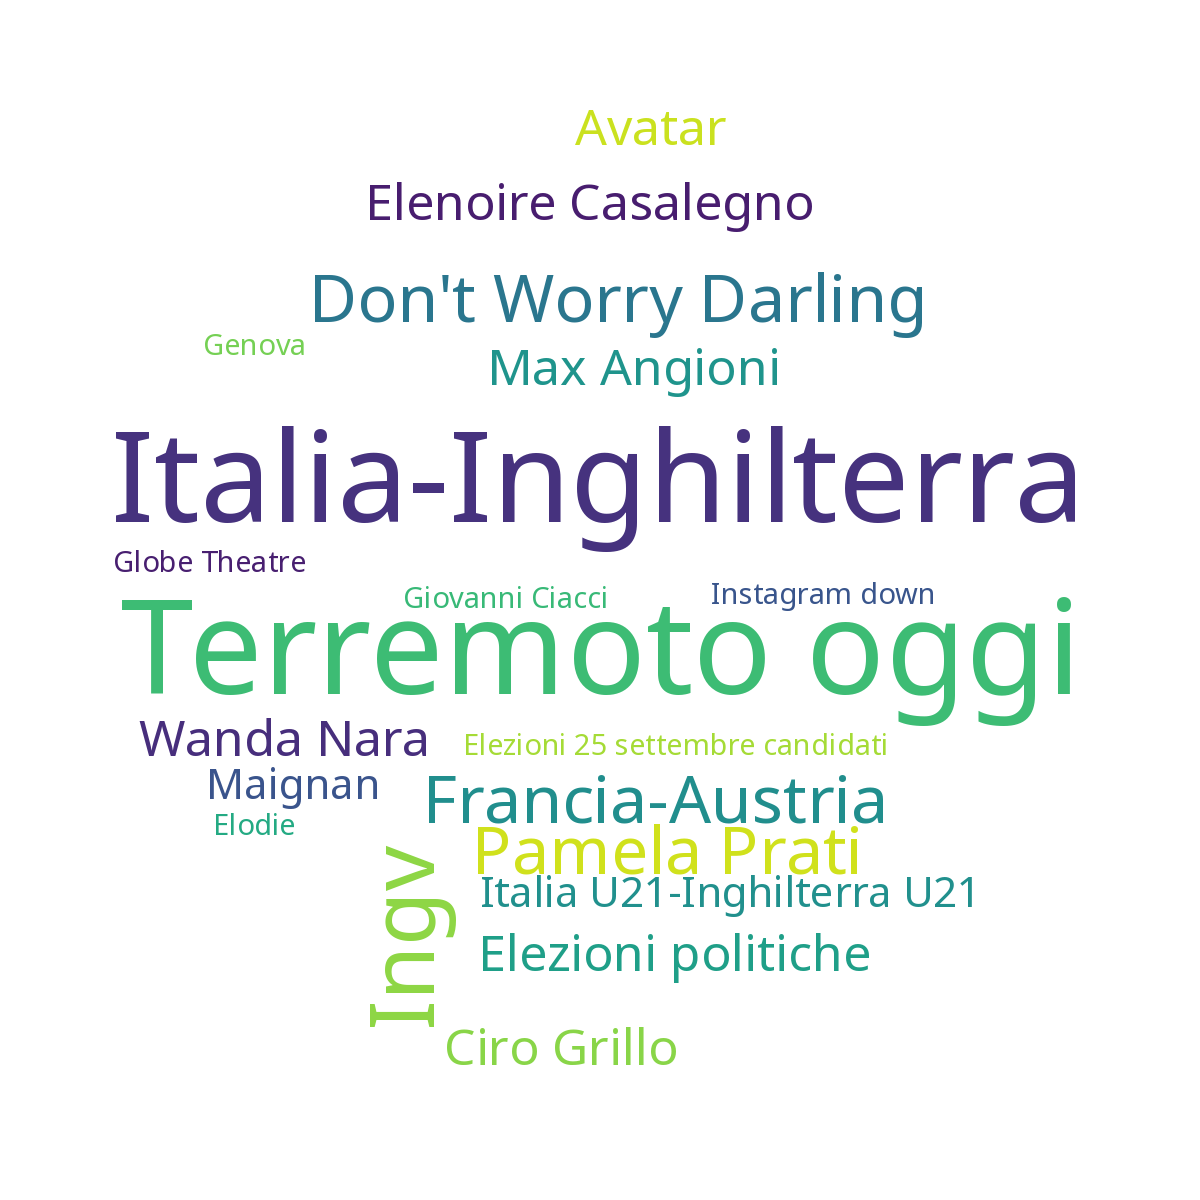 Avatar
Elenoire Casalegno
Don't Worry Darling
Genova
Max Angioni
Italia-Inghilterra
Globe Theatre
Giovanni Ciacci
Instagram down
Terremoto oggi
Wanda Nara
Elezioni 25 settembre candidati
Maignan
Francia-Austria
Elodie
Pamela Prati
Italia U21-Inghilterra U21
Ingv
Elezioni politiche
Ciro Grillo